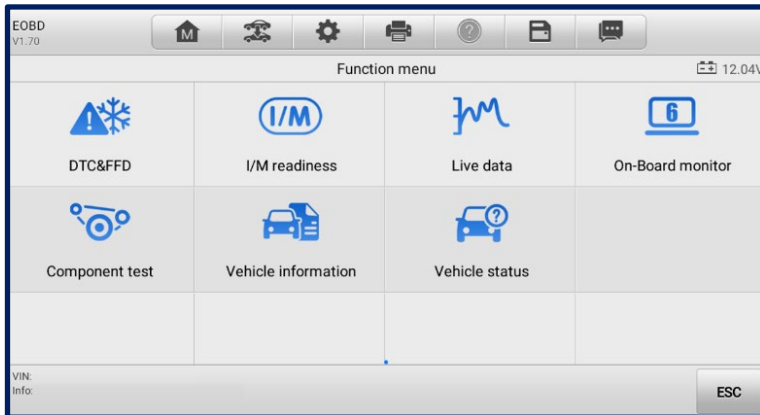 EOBD
V1.70
M
?
Function menu
12.04V
I/M
6
DTC&FFD
I/M readiness
Live data
On-Board monitor
?
Component test
Vehicle information
Vehicle status
VIN:
Info:
ESC